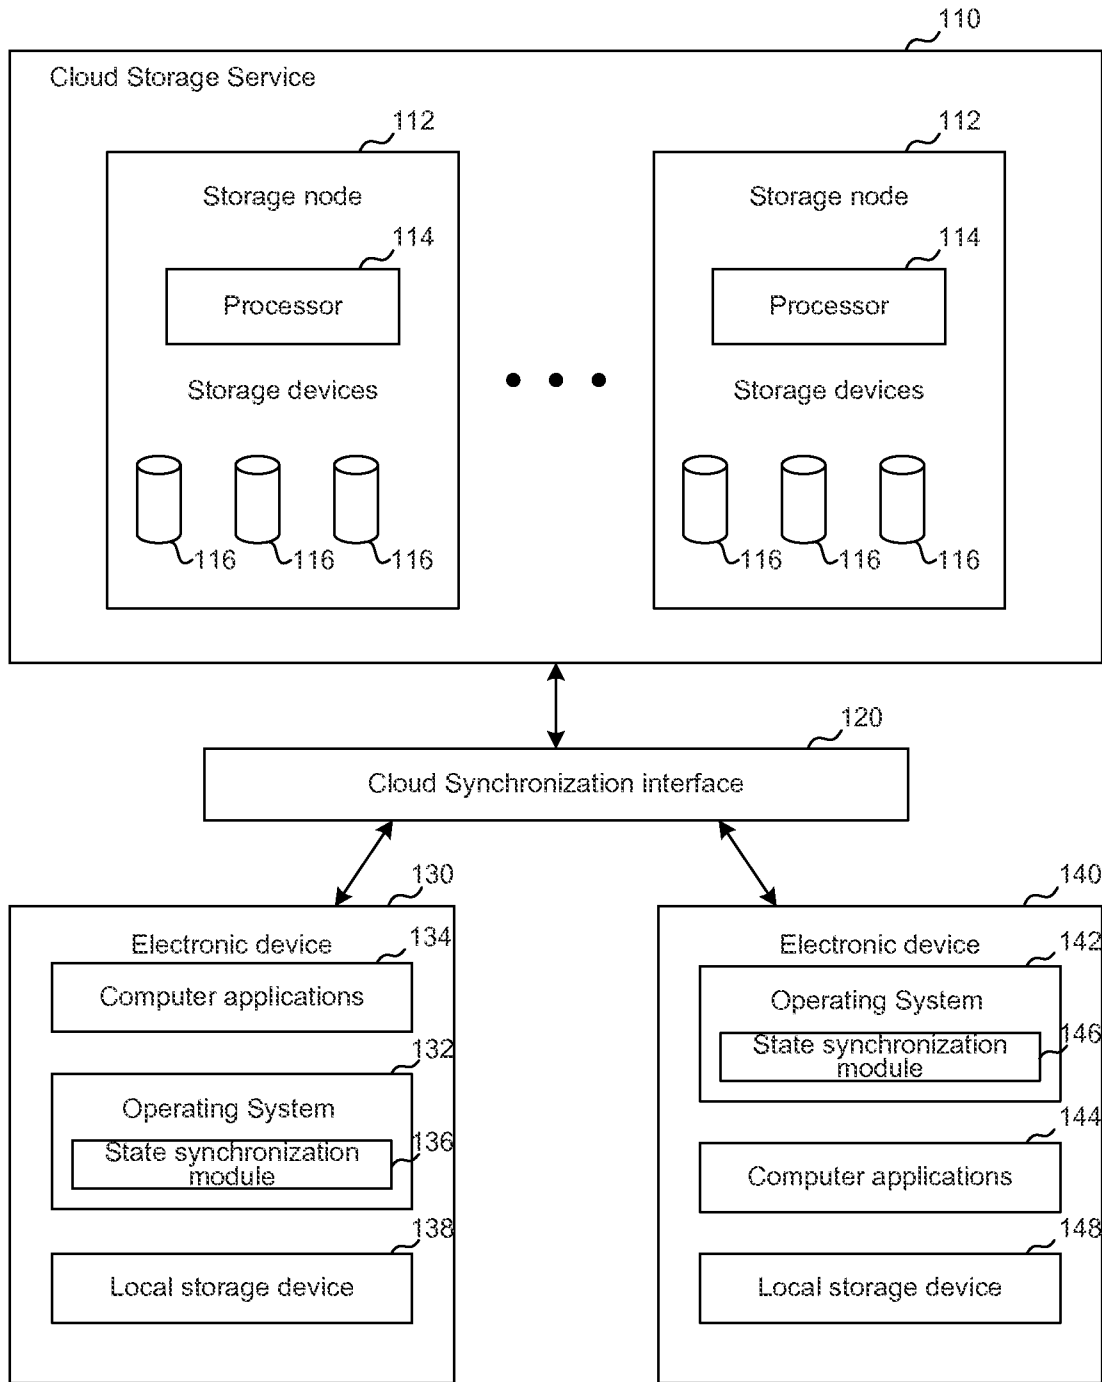 110
Cloud Storage Service
112
112
Storage node
Storage node
114
114
Processor
Processor
Storage devices
Storage devices
116
116
116
116
116
116
120
Cloud Synchronization interface
130
Electronic device
134
Computer applications
132
Operating System
State synchronization
module
136
138
Local storage device
140
Electronic device
142
Operating System
State synchronization
module
146
144
Computer applications
148
Local storage device